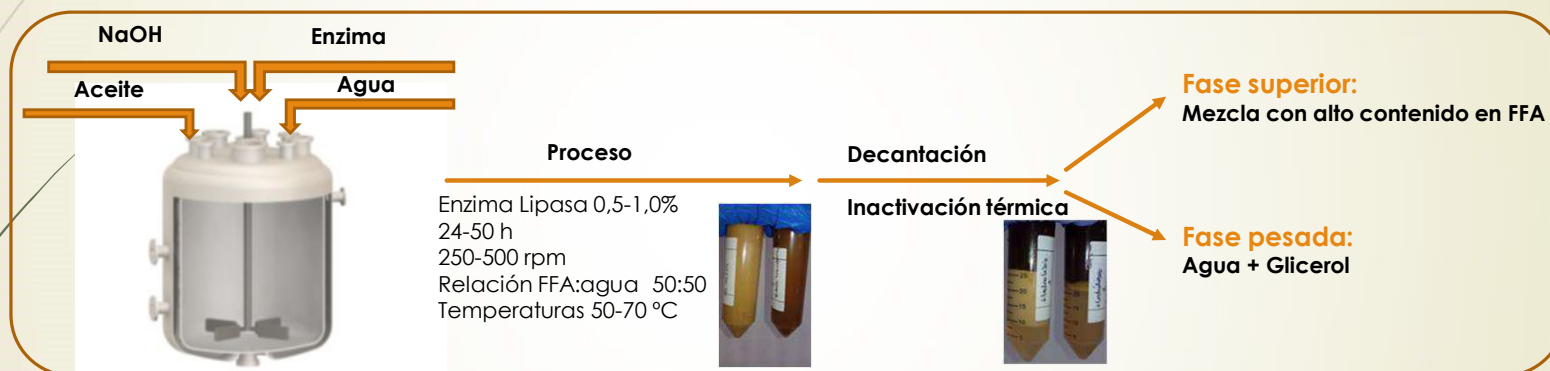 NaOH
Enzima
Aceite
Agua
Proceso
Enzima Lipasa 0,5-1,0%
24-50 h
250-500 rpm
Relación FFA:agua 50:50
Temperaturas 50-70 ºC
Decantación
Inactivación térmica
Fase superior:
Mezcla con alto contenido en FFA
Fase pesada:
Agua + Glicerol